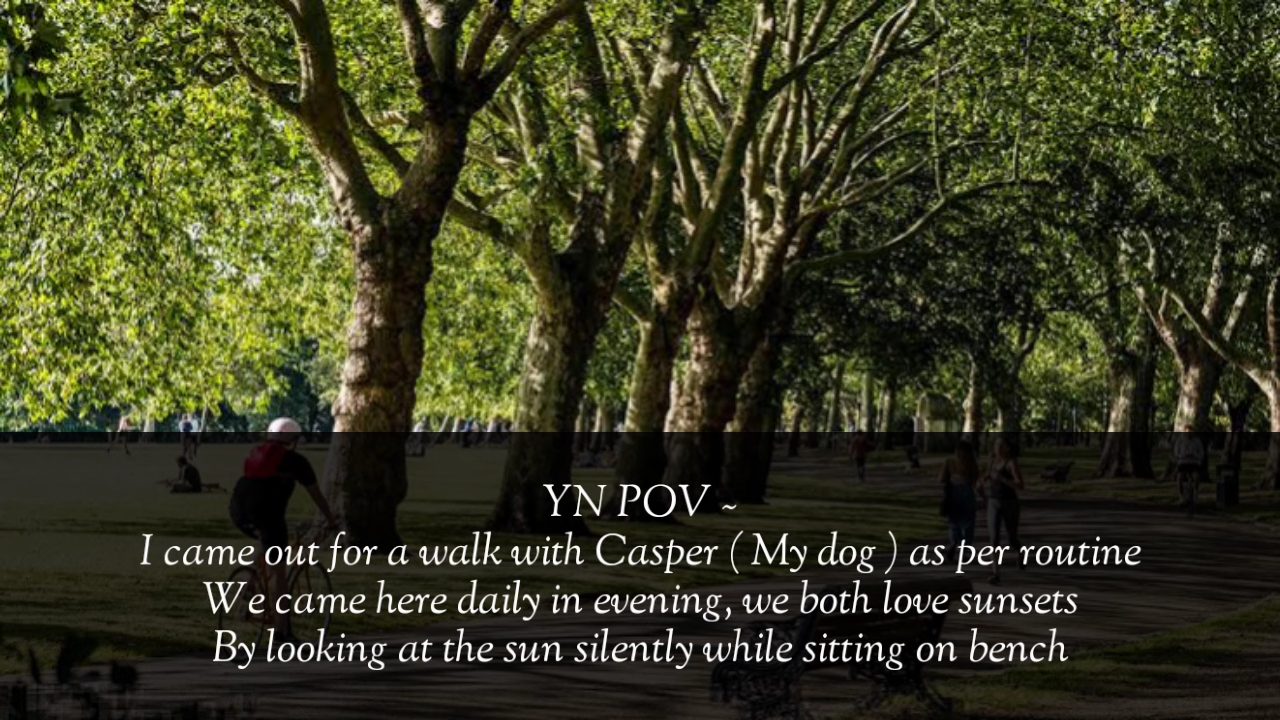 YN POV ~
I came out for a walk with Casper ( My dog ) as per routine
We came here daily in evening, we both love sunsets
By looking at the sun silently while sitting on bench